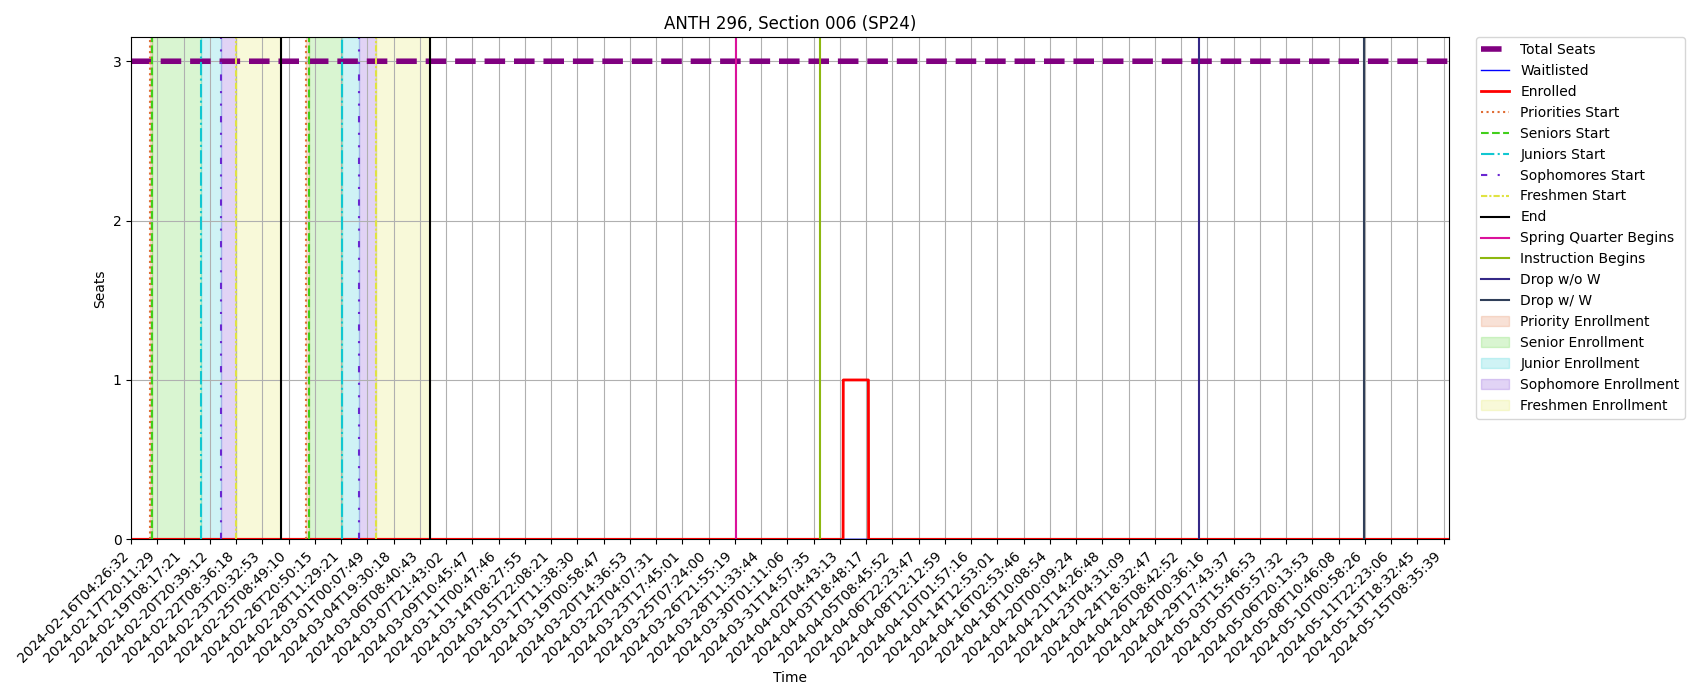 ANTH 296, Section 006 (SP24)
3
2
1
0
Seats
2024-02-16T04:26:32
2024-02-17T20:11:29
2024-02-19T08:17:21
2024-02-20T20:39:12
2024-02-22T08:36:18
2024-02-23T20:32:53
2024-02-25T08:49:10
2024-02-26T20:50:15
2024-02-28T11:29:21
2024-03-01T00:07:49
2024-03-04T19:30:18
2024-03-06T08:40:43
2024-03-07T21:43:02
2024-03-09T10:45:47
2024-03-11T00:47:46
2024-03-14T08:27:55
2024-03-15T22:08:21
2024-03-17T11:38:30
2024-03-19T00:58:47
2024-03-20T14:36:53
2024-03-22T04:07:31
2024-03-23T17:45:01
2024-03-25T07:24:00
2024-03-26T21:55:19
2024-03-28T11:33:44
2024-03-30T01:11:06
2024-03-31T14:57:35
2024-04-02T04:43:13
2024-04-03T18:48:17
2024-04-05T08:45:52
2024-04-06T22:23:47
2024-04-08T12:12:59
2024-04-10T01:57:16
2024-04-14T12:53:01
2024-04-16T02:53:46
2024-04-18T10:08:54
2024-04-20T00:09:24
2024-04-21T14:26:48
2024-04-23T04:31:09
2024-04-24T18:32:47
2024-04-26T08:42:52
2024-04-28T00:36:16
2024-04-29T17:43:37
2024-05-03T15:46:53
2024-05-05T05:57:32
2024-05-06T20:13:53
2024-05-08T10:46:08
2024-05-10T00:58:26
2024-05-11T22:23:06
2024-05-13T18:32:45
2024-05-15T08:35:39
Time
Total Seats
Waitlisted
Enrolled
Priorities Start
Seniors Start
Juniors Start
Sophomores Start
Freshmen Start
End
Spring Quarter Begins
Instruction Begins
Drop w/o W
Drop w/ W
Priority Enrollment
Senior Enrollment
Junior Enrollment
Sophomore Enrollment
Freshmen Enrollment